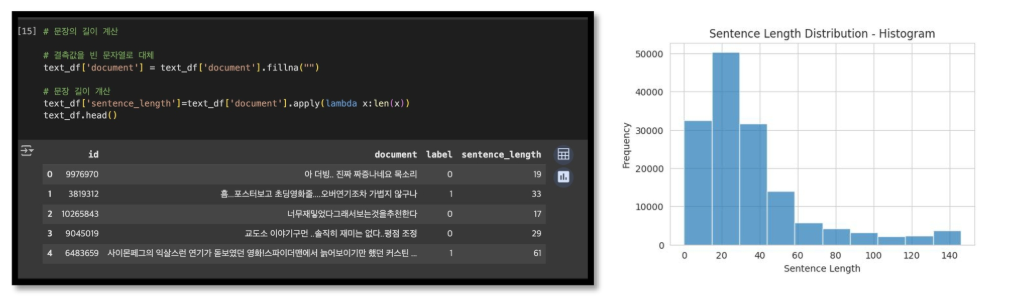 [15] # 문장의 길이 계산
# 결측값을 빈 문자열로 대체
text_df['document'] = text_df['document'].fillna("")
# 문장 길이 개산
text_df['sentence_length']=text_df['document'].apply(lambda x:len(x))
text_df.head()
id document label sentence_length
0 9976970 아 더빙.. 진짜 짜증나네요 목소리 0 19
1 3819312 흠...포스터보고 초딩영화줄....오버연기조차 가볍지 않구나 1 33
2 10265843 너무재밓었다그래서보는것을추천한다 0 17
3 9045019 교도소 이야기구먼 ..솔직히 재미는 없다..평점 조정 0 29
4 6483659 사이몬페그의 익살스런 연기가 돋보였던 영화!스파이더맨에서 늙어보이기만 했던 커스틴 ... 1 61
Sentence Length Distribution - Histogram
Frequency
50000
40000
30000
20000
10000
0
0 20 40 60 80 100 120 140
Sentence Length